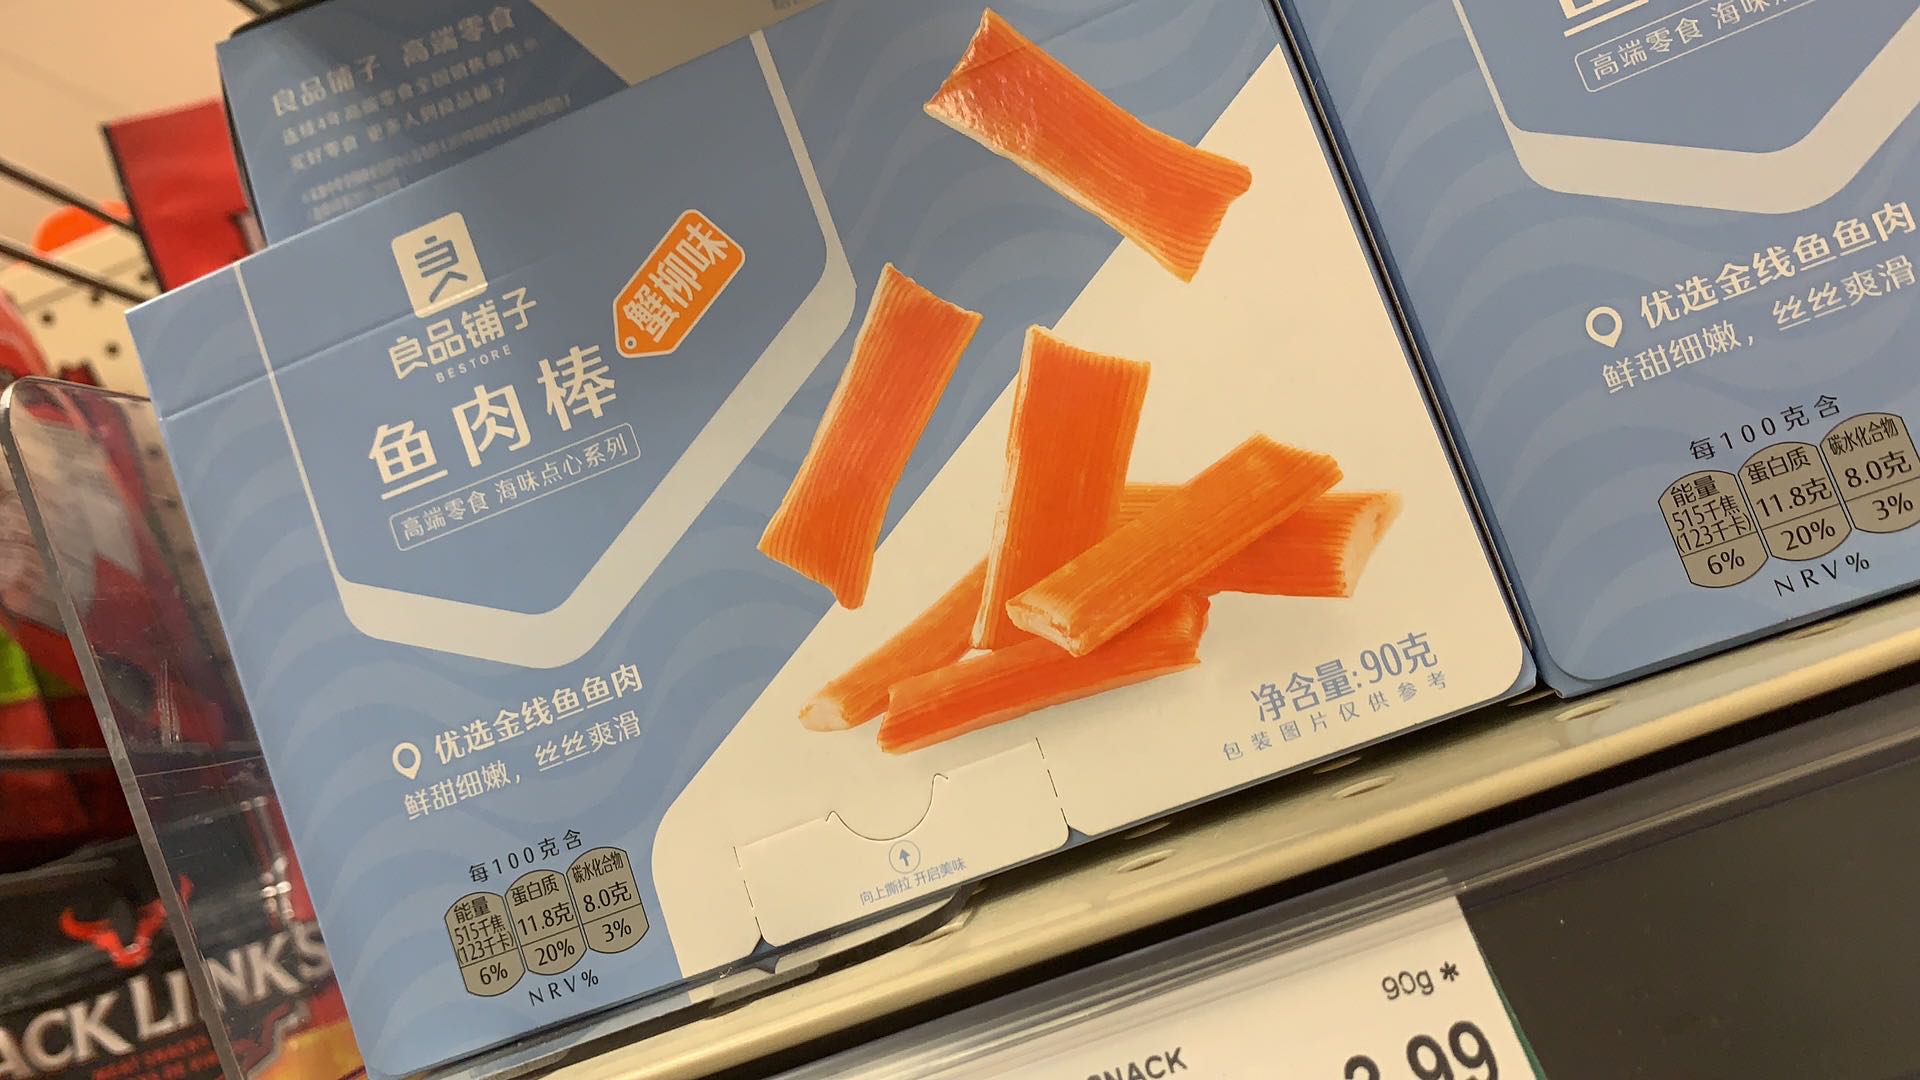 良品铺子 高端零食
良品铺子
BESTORE
蟹柳味
鱼肉棒
高端零食 海味点心系列
优选金线鱼鱼肉
鲜甜细嫩，丝丝爽滑
每100克含
能量 蛋白质 碳水化合物
515千焦 11.8克 8.0克
(123千卡)
6% 20% 3%
NRV%
净含量:90克
包装图片仅供参考
向上撕拉 开启美味
高端零食 海味
优选金线鱼鱼肉
鲜甜细嫩，丝丝爽滑
每100克含
能量 蛋白质 碳水化合物
515千焦 11.8克 8.0克
(123千卡)
6% 20% 3%
NRV%
ACK LINK'S
90g*
SNACK
.99